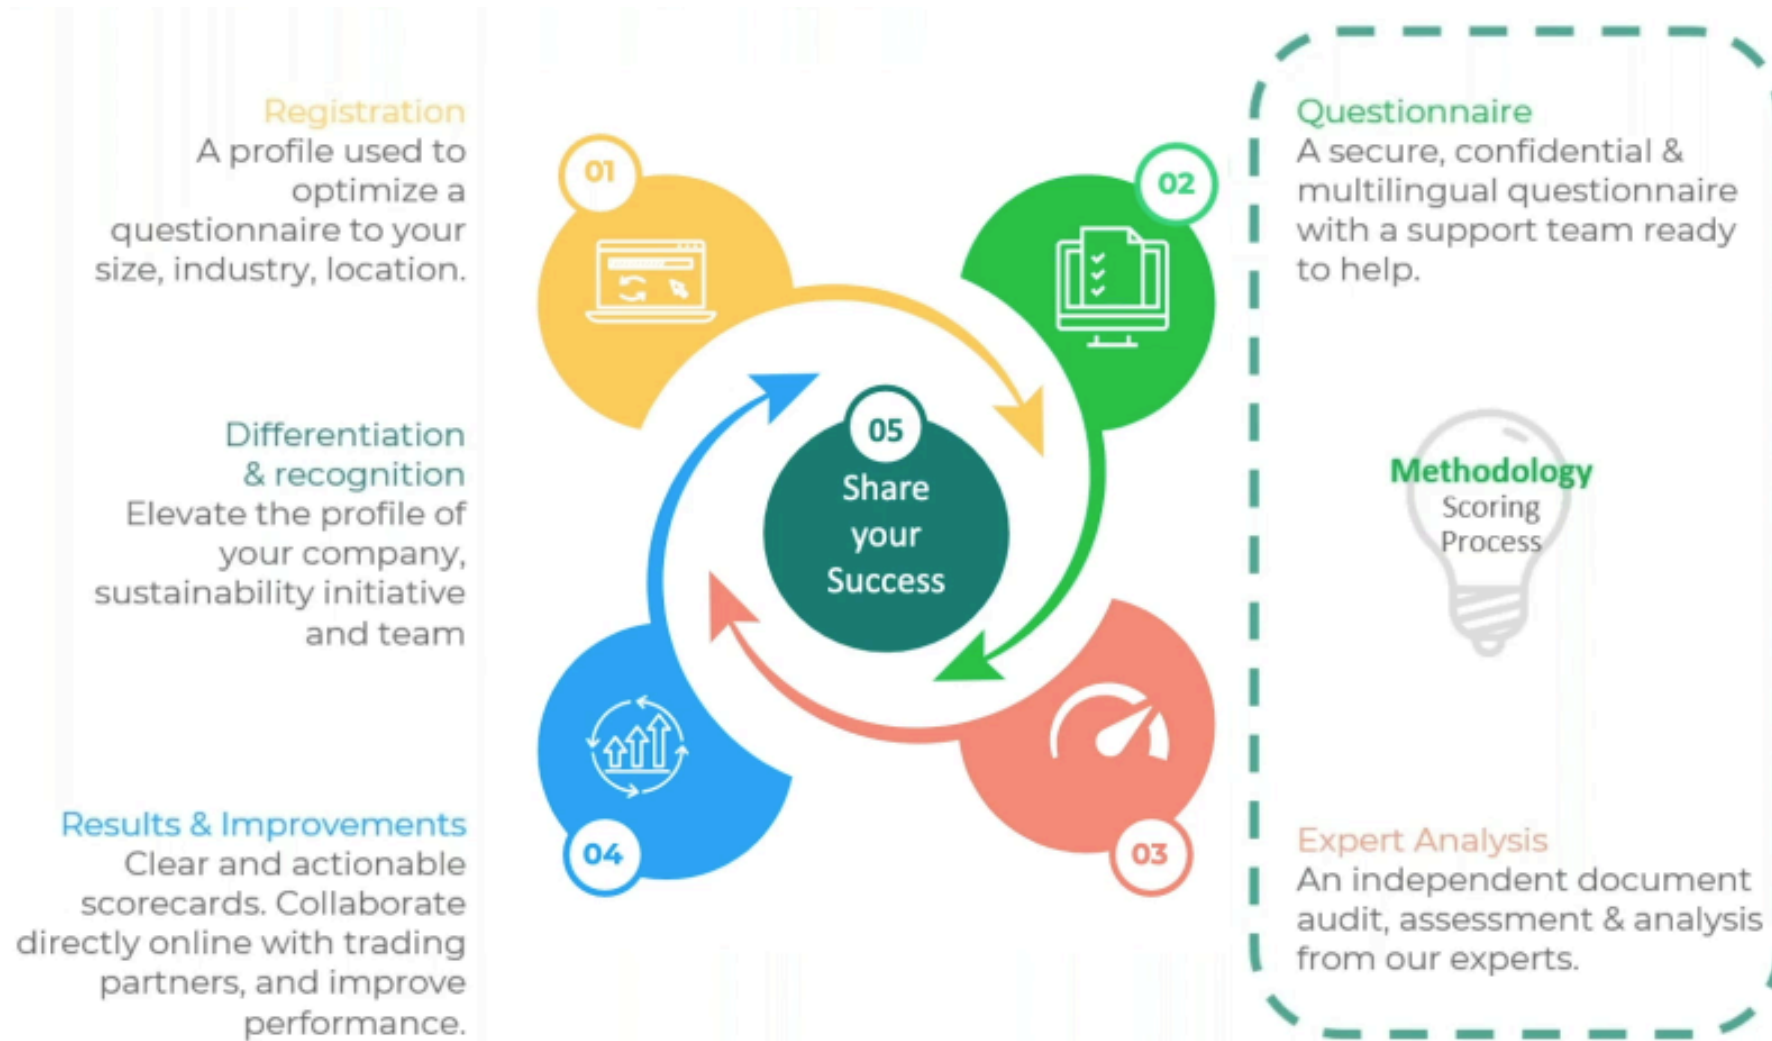 Registration
A profile used to
optimize a
questionnaire to your
size, industry, location.
01
02
Questionnaire
A secure, confidential &
multilingual questionnaire
with a support team ready
to help.
Differentiation
& recognition
Elevate the profile of
your company,
sustainability initiative
and team
05
Share
your
Success
Methodology
Scoring
Process
Results & Improvements
Clear and actionable
scorecards. Collaborate
directly online with trading
partners, and improve
performance.
04
03
Expert Analysis
An independent document
audit, assessment & analysis
from our experts.